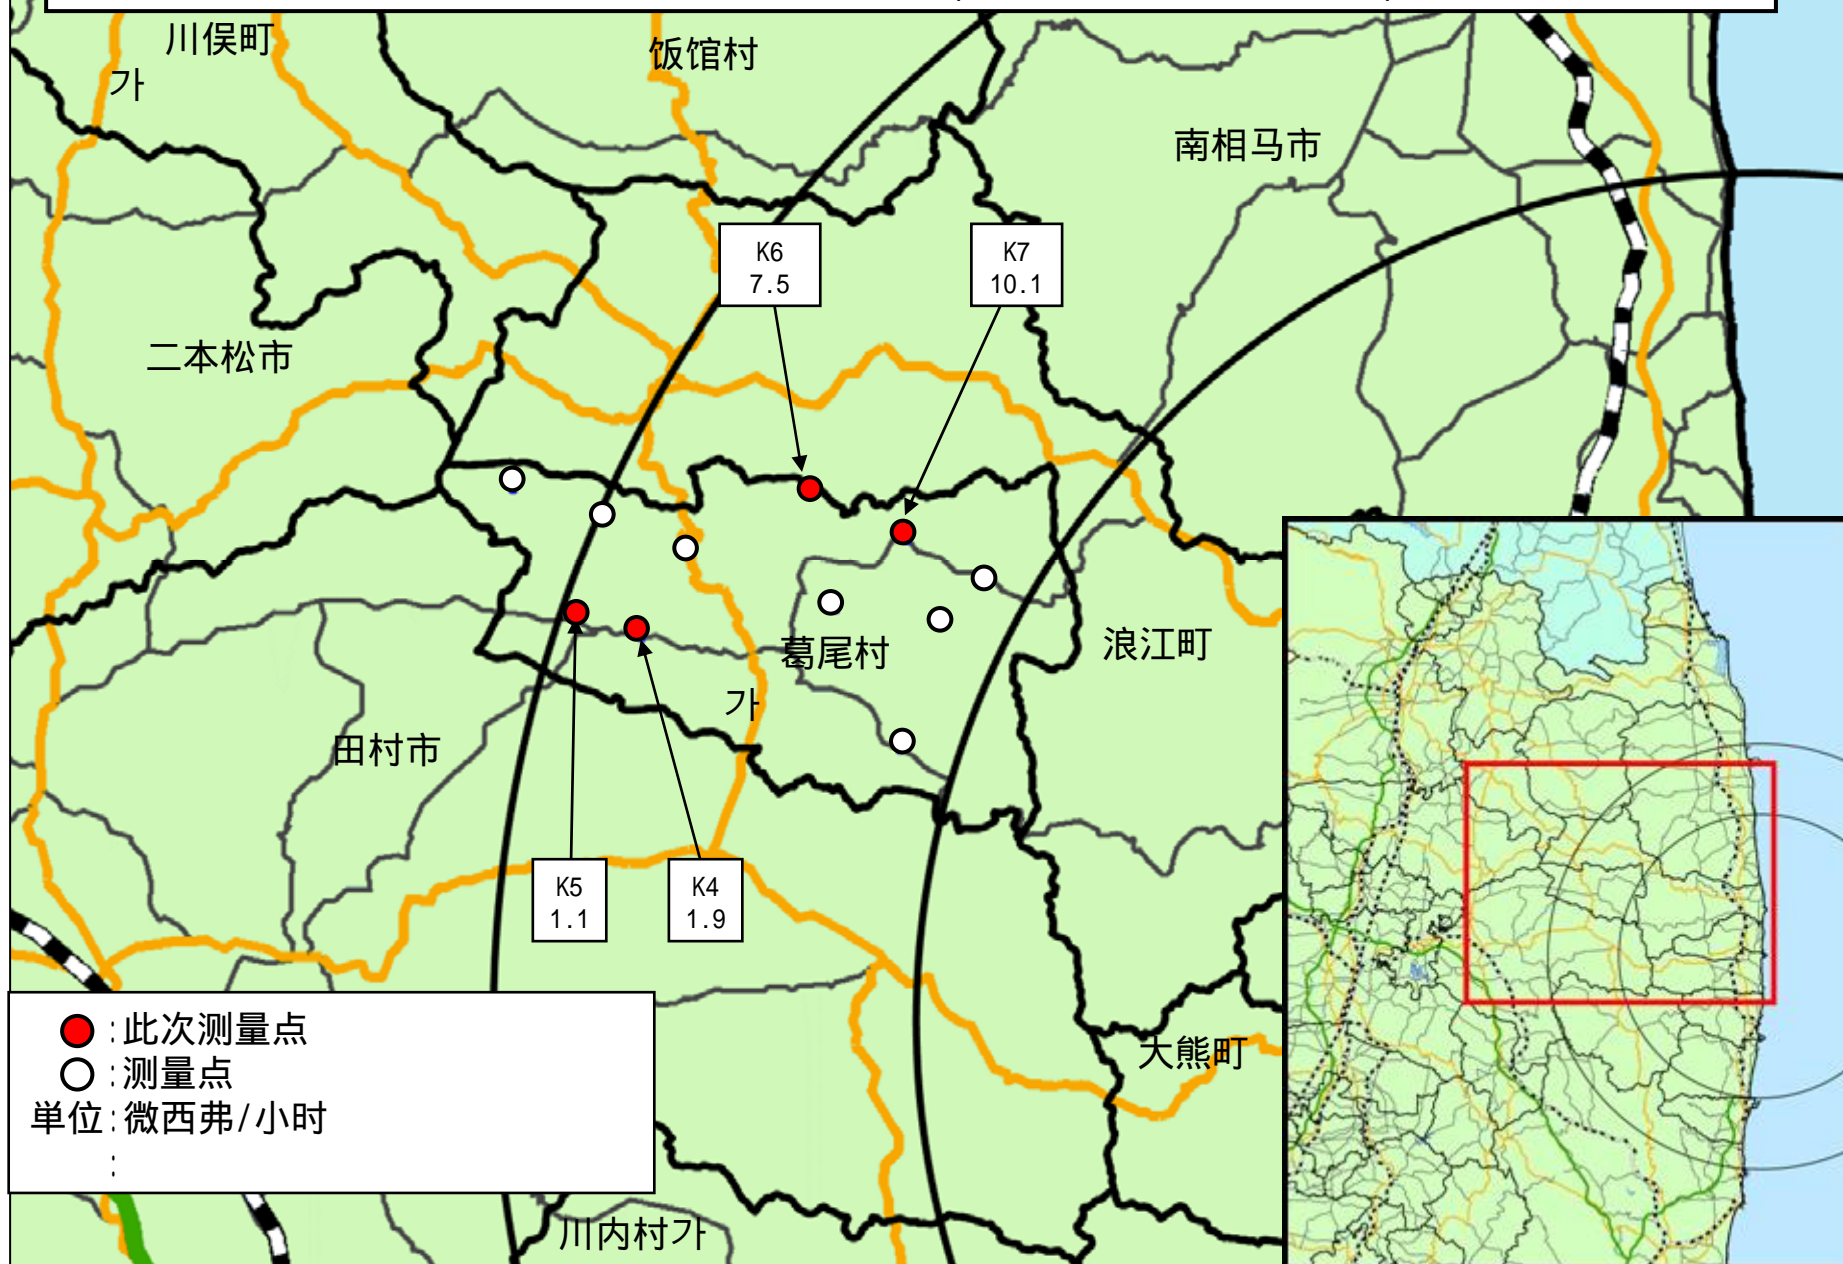 川俣町
가
饭馆村
南相马市
K6
7.5
K7
10.1
二本松市
葛尾村
浪江町
가
田村市
K5
1.1
K4
1.9
:此次测量点
:测量点
単位:微西弗/小时
:
大熊町
川内村가